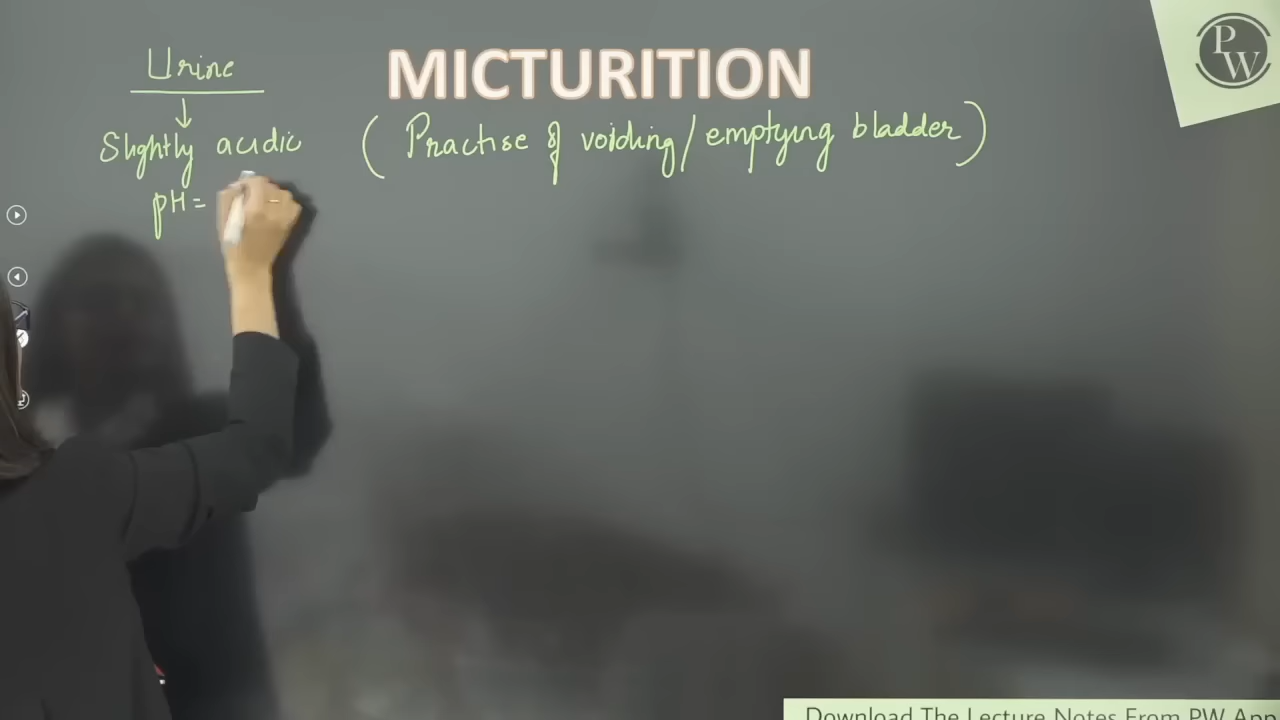 Urine
MICTURITION
Slightly acidic
(Practise of voiding/emptying bladder)
pH=
PW
Download The Lecture Notes From PW App